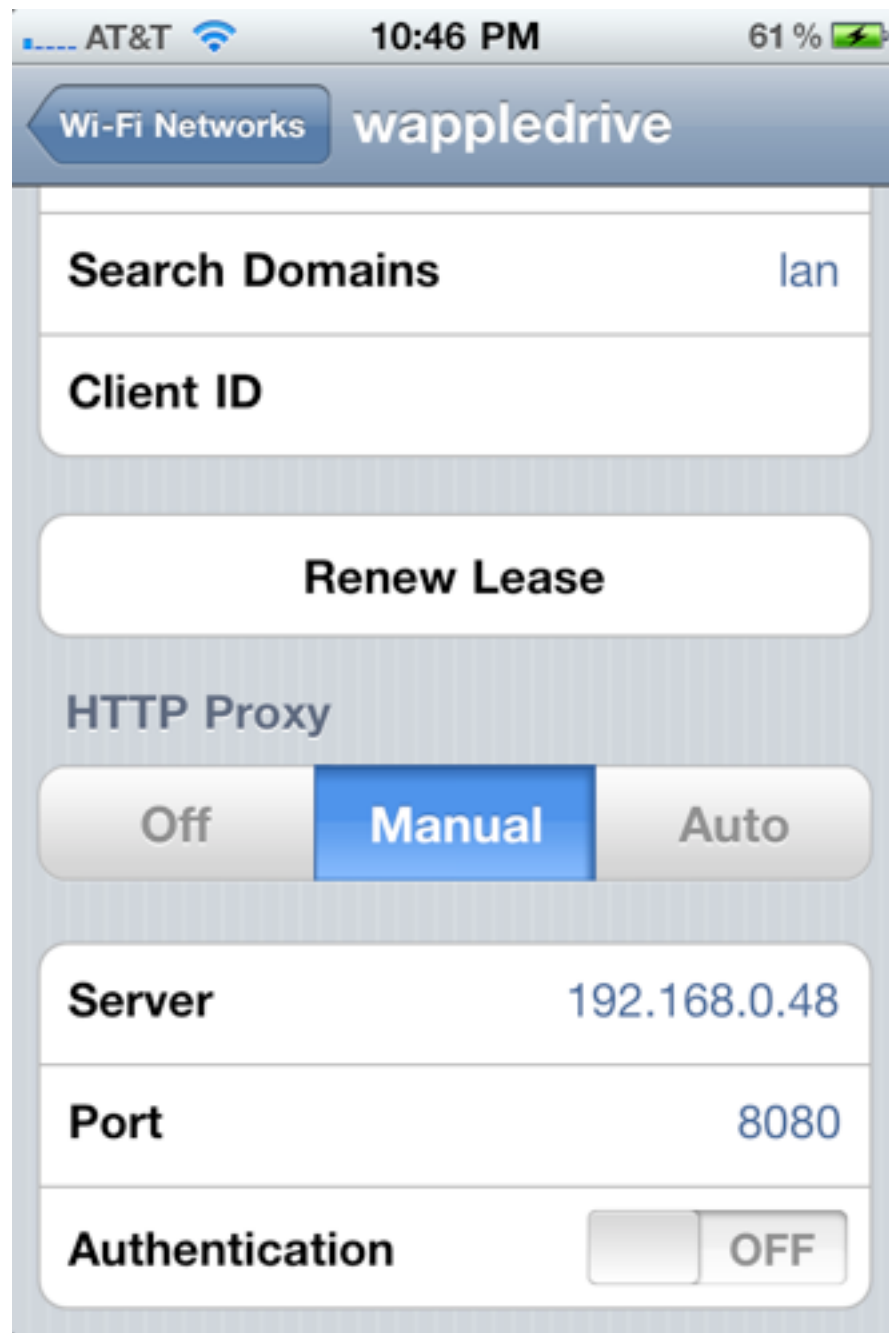 AT&T 10:46 PM 61 %
Wi-Fi Networks wappledrive
Search Domains lan
Client ID
Renew Lease
HTTP Proxy
Off Manual Auto
Server 192.168.0.48
Port 8080
Authentication OFF